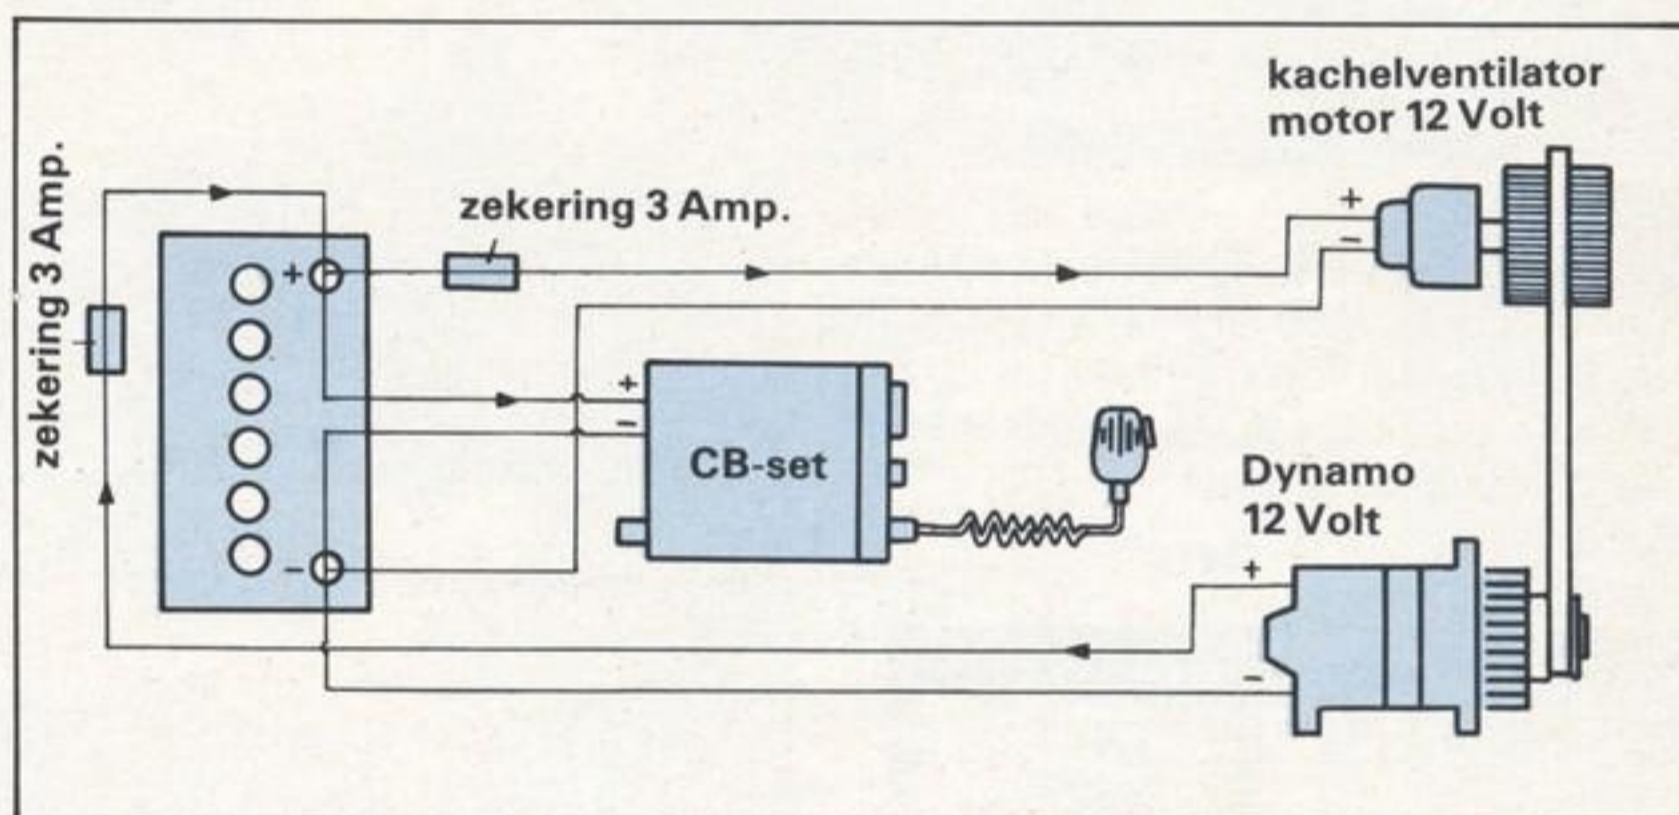 kachelventilator
motor 12 Volt
zekering 3 Amp.
zekering 3 Amp.
+
-
+
-
+
-
CB-set
Dynamo
12 Volt
+
-